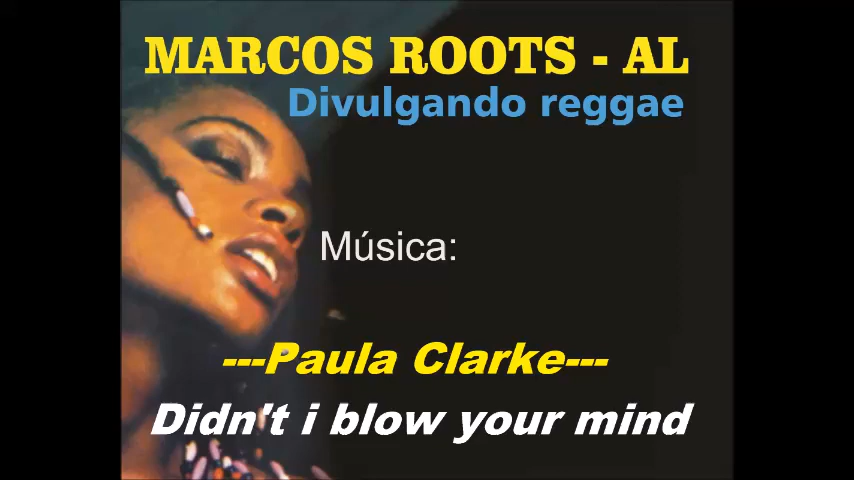 MARCOS ROOTS - AL
Divulgando reggae
Música:
---Paula Clarke---
Didn't i blow your mind